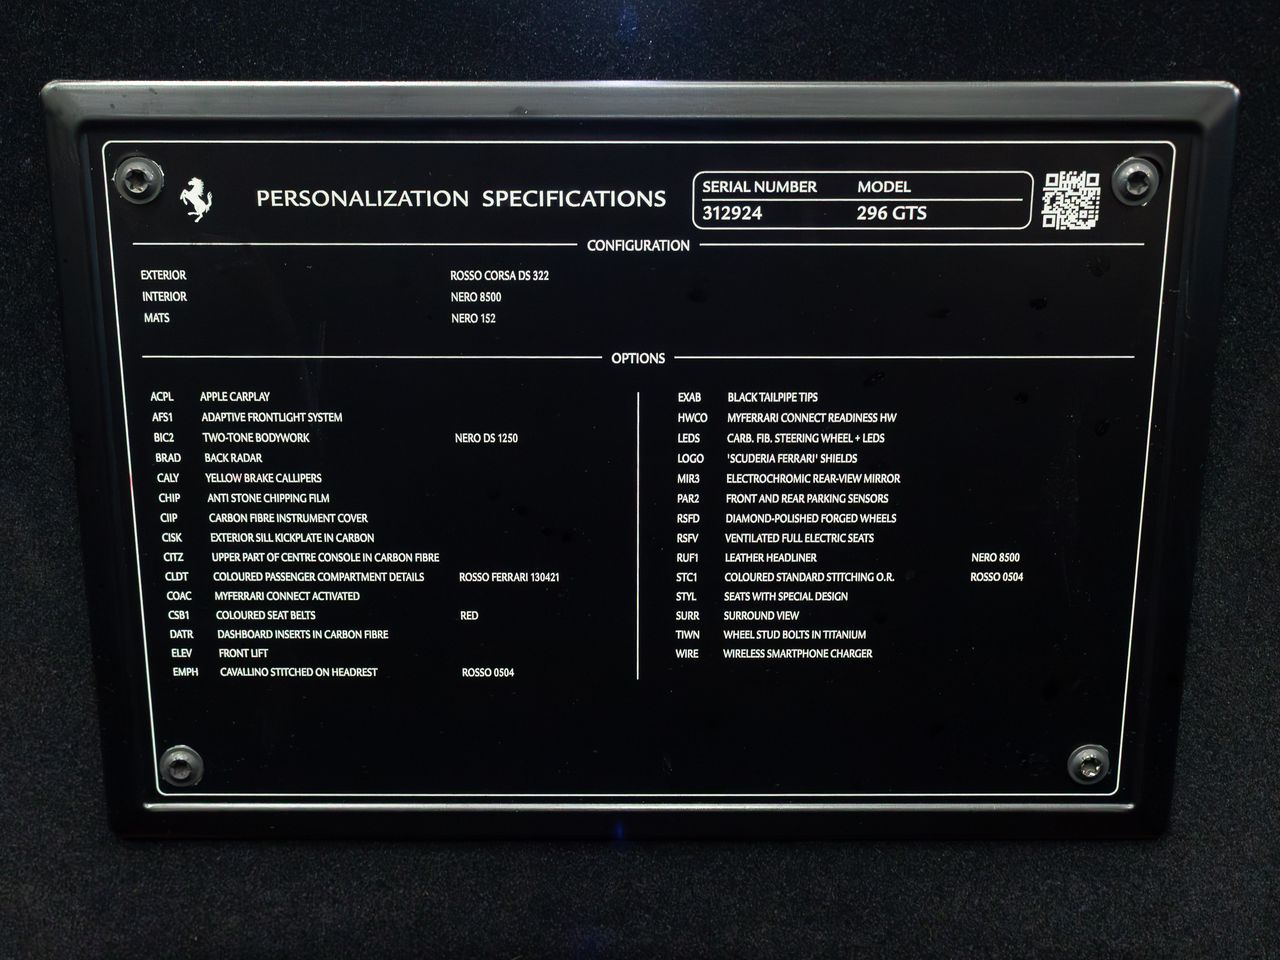 PERSONALIZATION SPECIFICATIONS
SERIAL NUMBER MODEL
312924 296 GTS
CONFIGURATION
EXTERIOR ROSSO CORSA DS 322
INTERIOR NERO 8500
MATS NERO 152
OPTIONS
ACPL APPLE CARPLAY
AFS1 ADAPTIVE FRONTLIGHT SYSTEM
BIC2 TWO-TONE BODYWORK NERO DS 1250
BRAD BACK RADAR
CALY YELLOW BRAKE CALLIPERS
CHIP ANTI STONE CHIPPING FILM
CIIP CARBON FIBRE INSTRUMENT COVER
CISK EXTERIOR SILL KICKPLATE IN CARBON
CITZ UPPER PART OF CENTRE CONSOLE IN CARBON FIBRE
CLDT COLOURED PASSENGER COMPARTMENT DETAILS ROSSO FERRARI 130421
COAC MYFERRARI CONNECT ACTIVATED
CSB1 COLOURED SEAT BELTS RED
DATR DASHBOARD INSERTS IN CARBON FIBRE
ELEV FRONT LIFT
EMPH CAVALLINO STITCHED ON HEADREST ROSSO 0504
EXAB BLACK TAILPIPE TIPS
HWCO MYFERRARI CONNECT READINESS HW
LEDS CARB. FIB. STEERING WHEEL + LEDS
LOGO 'SCUDERIA FERRARI' SHIELDS
MIR3 ELECTROCHROMIC REAR-VIEW MIRROR
PAR2 FRONT AND REAR PARKING SENSORS
RSFD DIAMOND-POLISHED FORGED WHEELS
RSFV VENTILATED FULL ELECTRIC SEATS
RUF1 LEATHER HEADLINER NERO 8500
STC1 COLOURED STANDARD STITCHING O.R. ROSSO 0504
STYL SEATS WITH SPECIAL DESIGN
SURR SURROUND VIEW
TIWN WHEEL STUD BOLTS IN TITANIUM
WIRE WIRELESS SMARTPHONE CHARGER